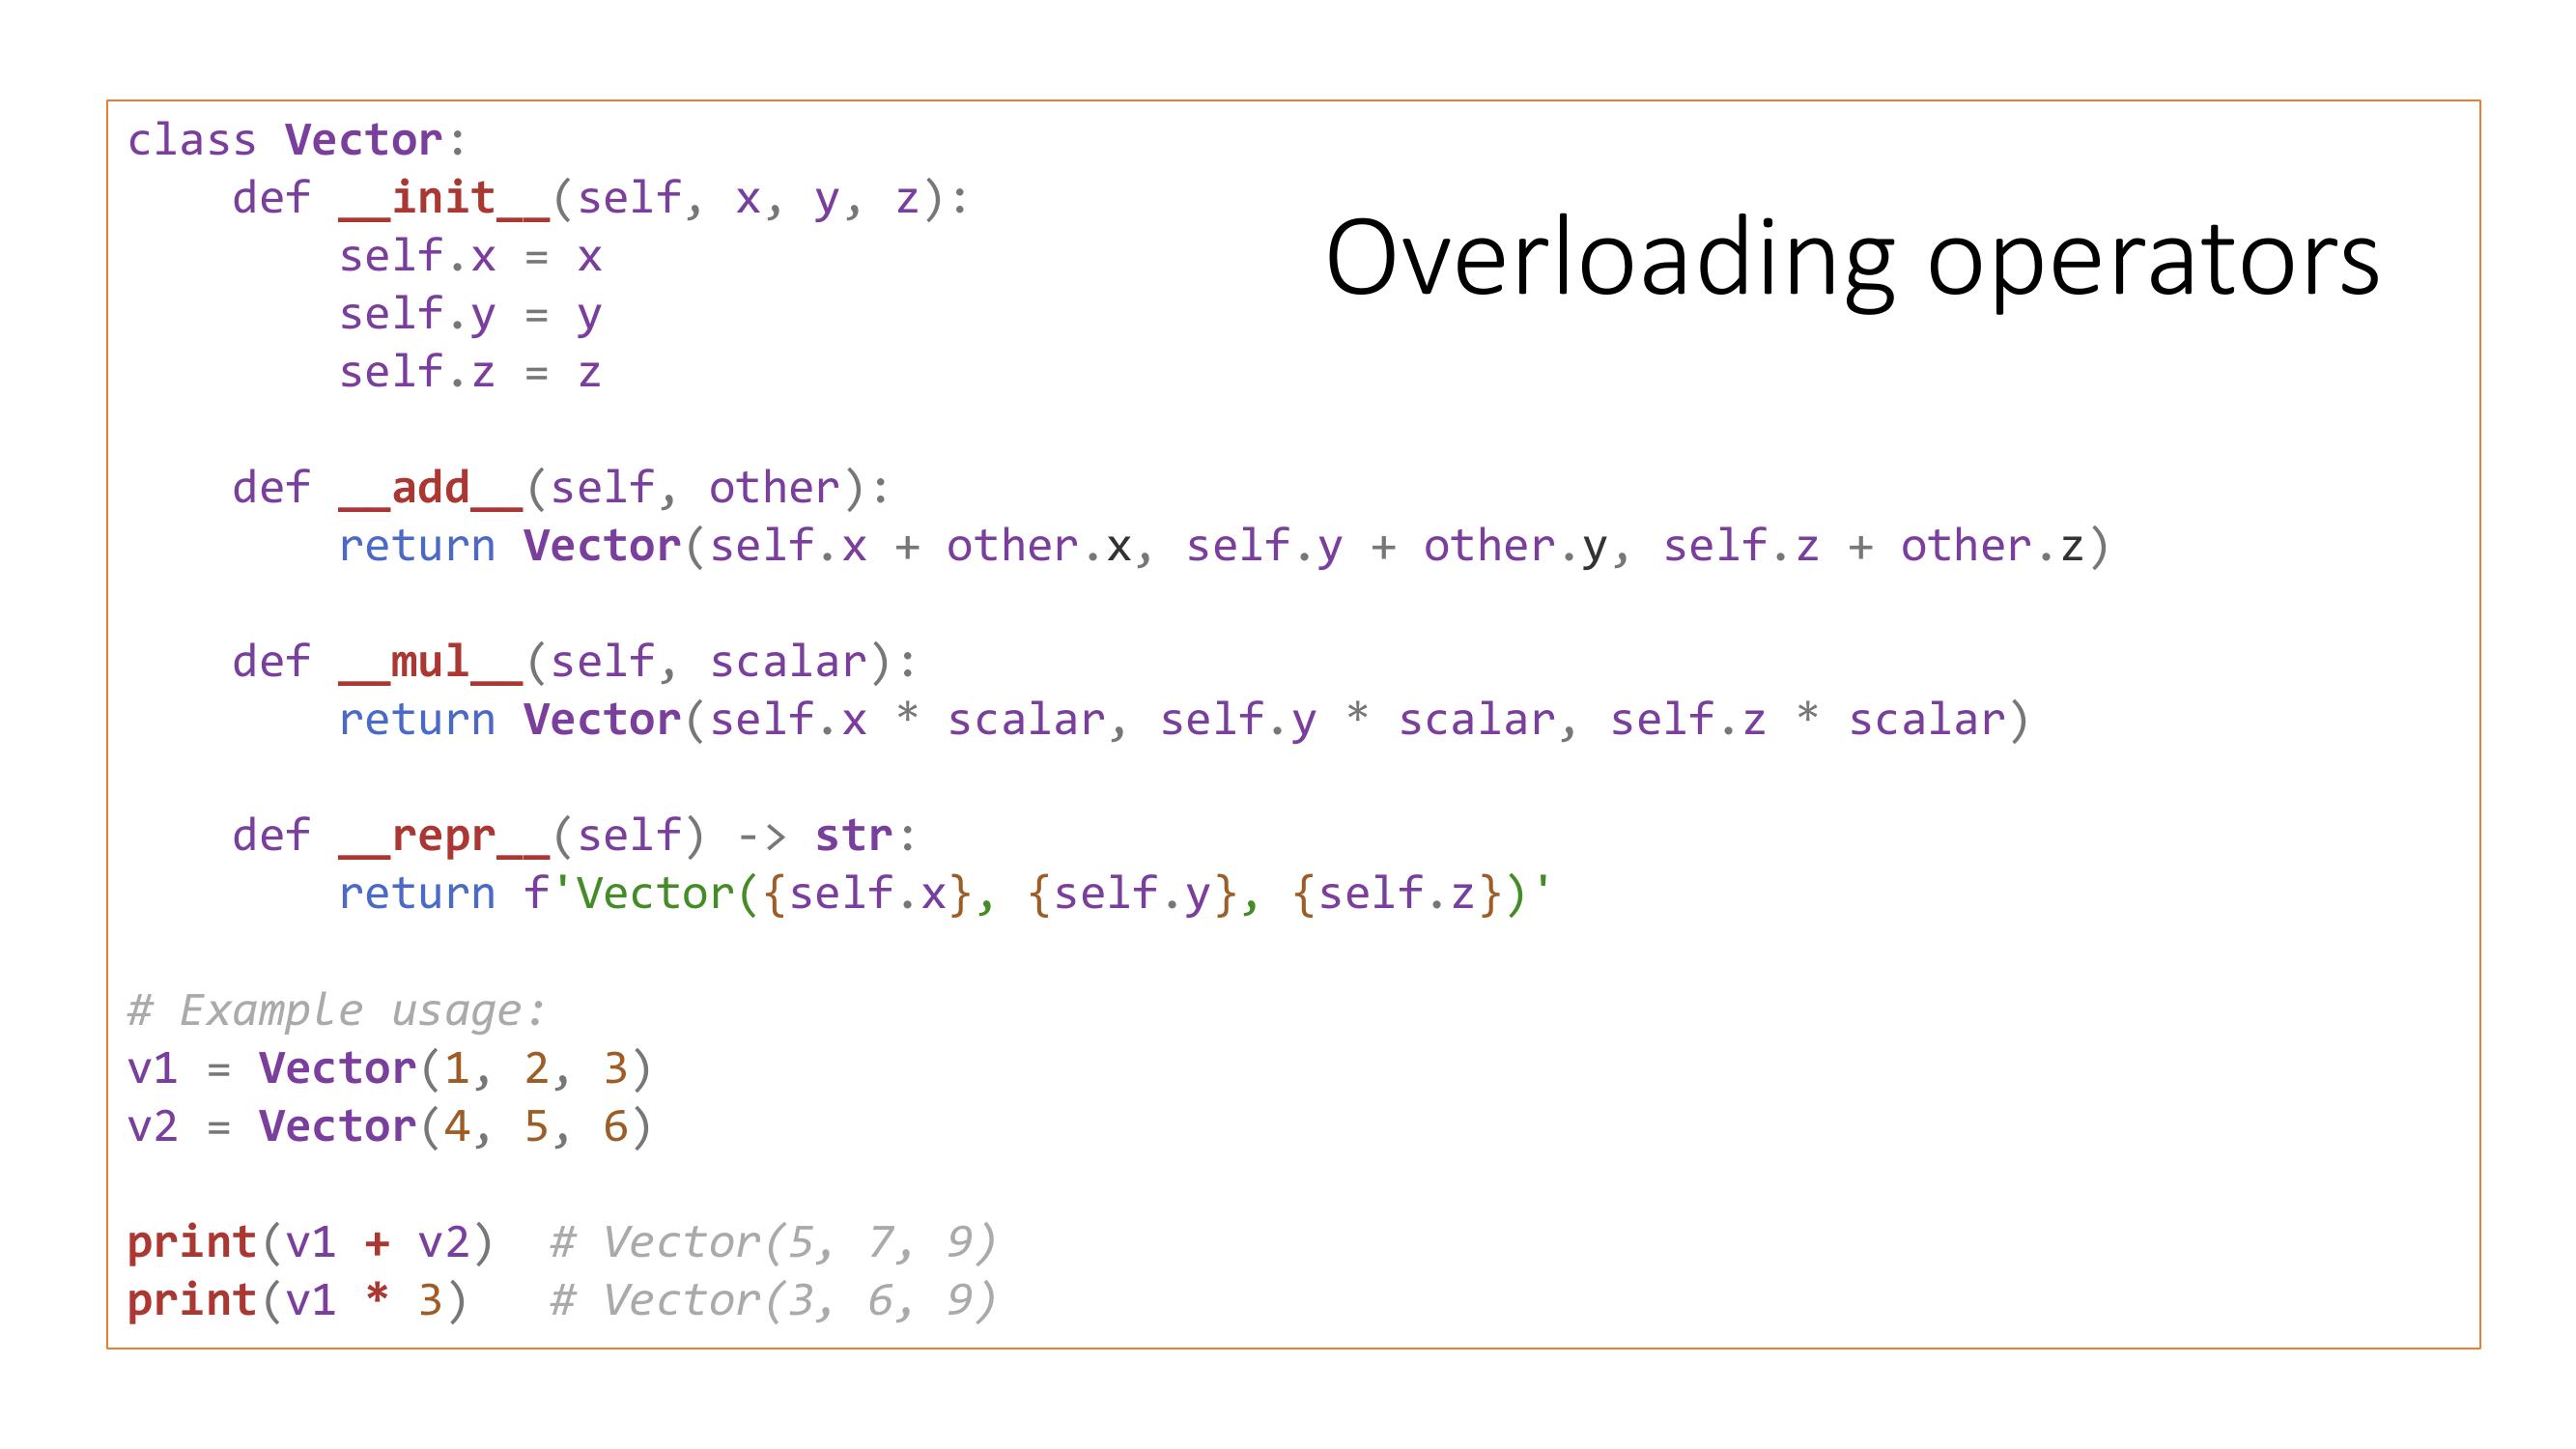 Overloading operators
class Vector:
    def __init__(self, x, y, z):
        self.x = x
        self.y = y
        self.z = z
    def __add__(self, other):
        return Vector(self.x + other.x, self.y + other.y, self.z + other.z)
    def __mul__(self, scalar):
        return Vector(self.x * scalar, self.y * scalar, self.z * scalar)
    def __repr__(self) -> str:
        return f'Vector({self.x}, {self.y}, {self.z})'
# Example usage:
v1 = Vector(1, 2, 3)
v2 = Vector(4, 5, 6)
print(v1 + v2)  # Vector(5, 7, 9)
print(v1 * 3)   # Vector(3, 6, 9)